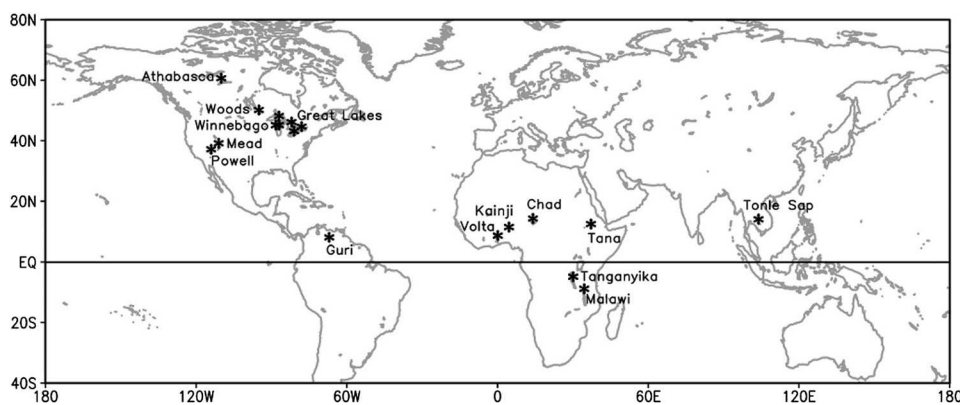 80N
60N
Athabasca
Woods
Great Lakes
Winnebago
40N
Mead
Powell
20N
Chad
Tonle Sap
Kainji
Volta
Tana
Guri
EQ
Tanganyika
Malawi
20S
40S
180 120W 60W 0 60E 120E 180